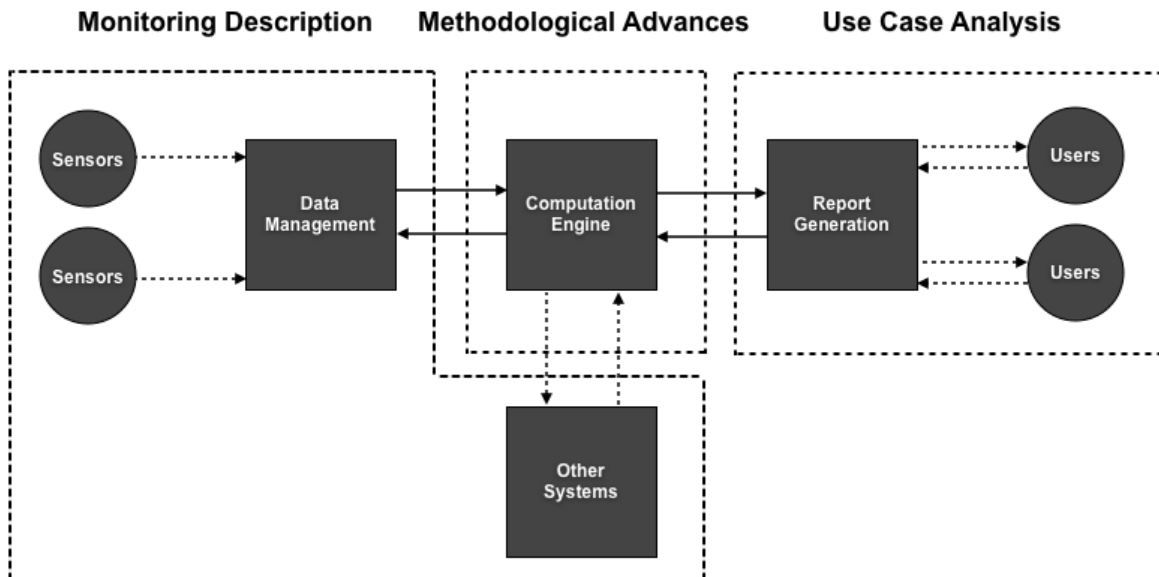 Monitoring Description
Methodological Advances
Use Case Analysis
Sensors
Sensors
Data
Management
Computation
Engine
Report
Generation
Users
Users
Other
Systems